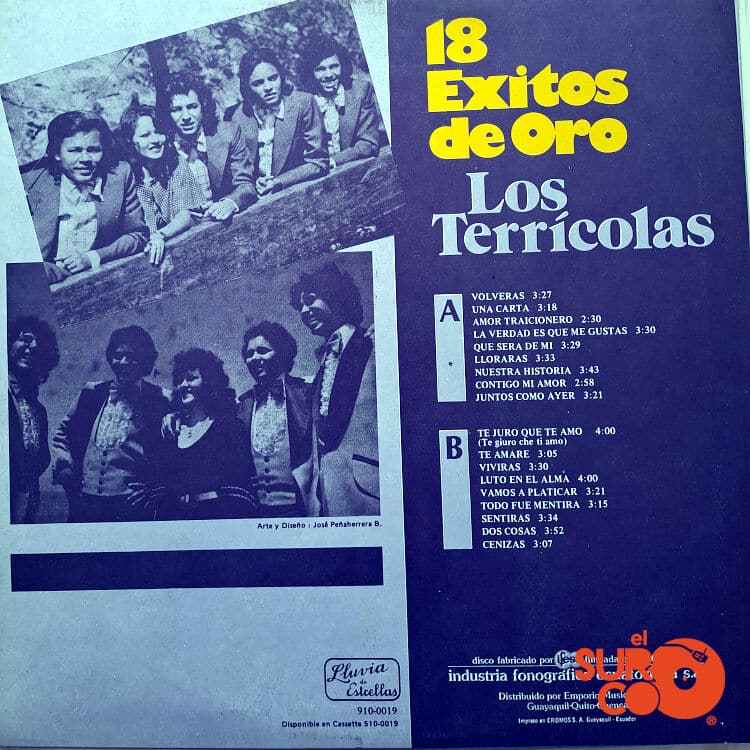 18
Exitos
de Oro
Los
Terrícolas
A
VOLVERAS 3:27
UNA CARTA 3:18
AMOR TRAICIONERO 2:30
LA VERDAD ES QUE ME GUSTAS 3:30
QUE SERA DE MI 3:29
LLORARAS 3:33
NUESTRA HISTORIA 3:43
CONTIGO MI AMOR 2:58
JUNTOS COMO AYER 3:21
B
TE JURO QUE TE AMO 4:00
(Te giuro che ti amo)
TE AMARE 3:05
VIVIRAS 3:30
LUTO EN EL ALMA 4:00
VAMOS A PLATICAR 3:21
TODO FUE MENTIRA 3:15
SENTIRAS 3:34
DOS COSAS 3:52
CENIZAS 3:07
Arte y Diseño : José Peñaherrera B.
Lluvia
de
Estrellas
910-0019
Disponible en Cassette 510-0019
disco fabricado por
industria
Distribuido por Emporio
Guayaquil-Quito-Cuenca
Impreso en CROMOS S. A. Guayaquil - Ecuador
el
SURCO
®